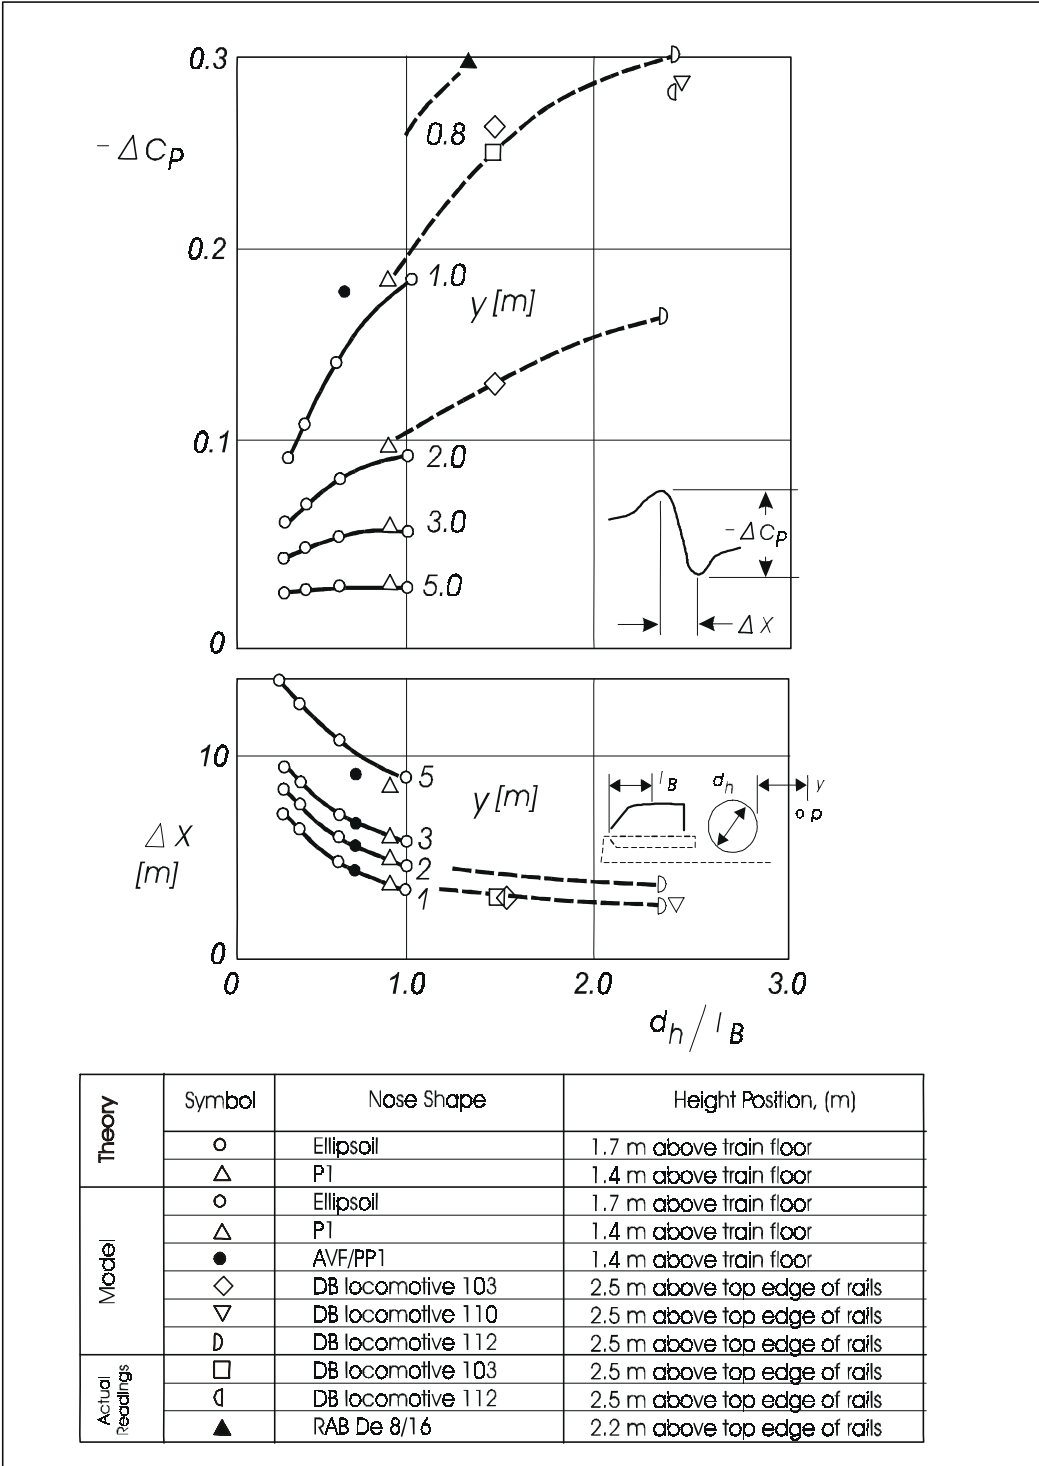 0.3
- Δ Cp
0.8
0.2
1.0
y [m]
0.1
2.0
3.0
5.0
- Δ Cp
Δ X
0
10
5
y [m]
l B
d h
y
p
Δ X
[m]
3
2
1
0
0
1.0
2.0
3.0
d h / l B
Theory
Symbol Nose Shape Height Position, (m)
Ellipsoil 1.7 m above train floor
P1 1.4 m above train floor
Model
Ellipsoil 1.7 m above train floor
P1 1.4 m above train floor
AVF/PP1 1.4 m above train floor
DB locomotive 103 2.5 m above top edge of rails
DB locomotive 110 2.5 m above top edge of rails
DB locomotive 112 2.5 m above top edge of rails
Actual
Readings
DB locomotive 103 2.5 m above top edge of rails
DB locomotive 112 2.5 m above top edge of rails
RAB De 8/16 2.2 m above top edge of rails